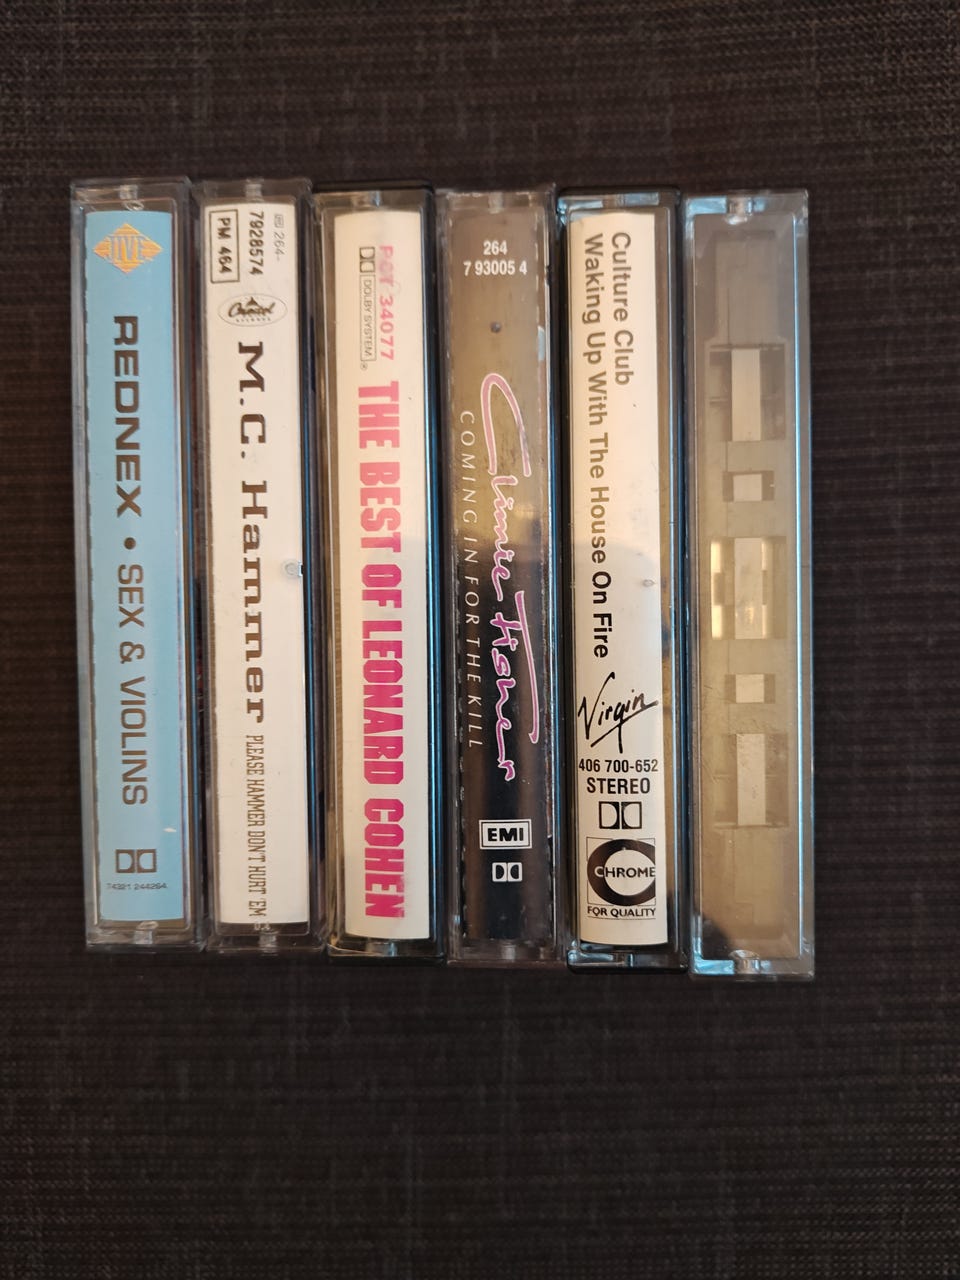 JIVE
REDNEX • SEX & VIOLINS
74321 244264
264-
7928574
PM 464
Capitol
RECORDS
M.C. Hammer
PLEASE HAMMER DON'T HURT 'EM
PCT 34077
DOLBY SYSTEM®
THE BEST OF LEONARD COHEN
264
7 93005 4
Climie Fisher
COMING IN FOR THE KILL
EMI
Culture Club
Waking Up With The House On Fire
Virgin
406 700-652
STEREO
CHROME
FOR QUALITY